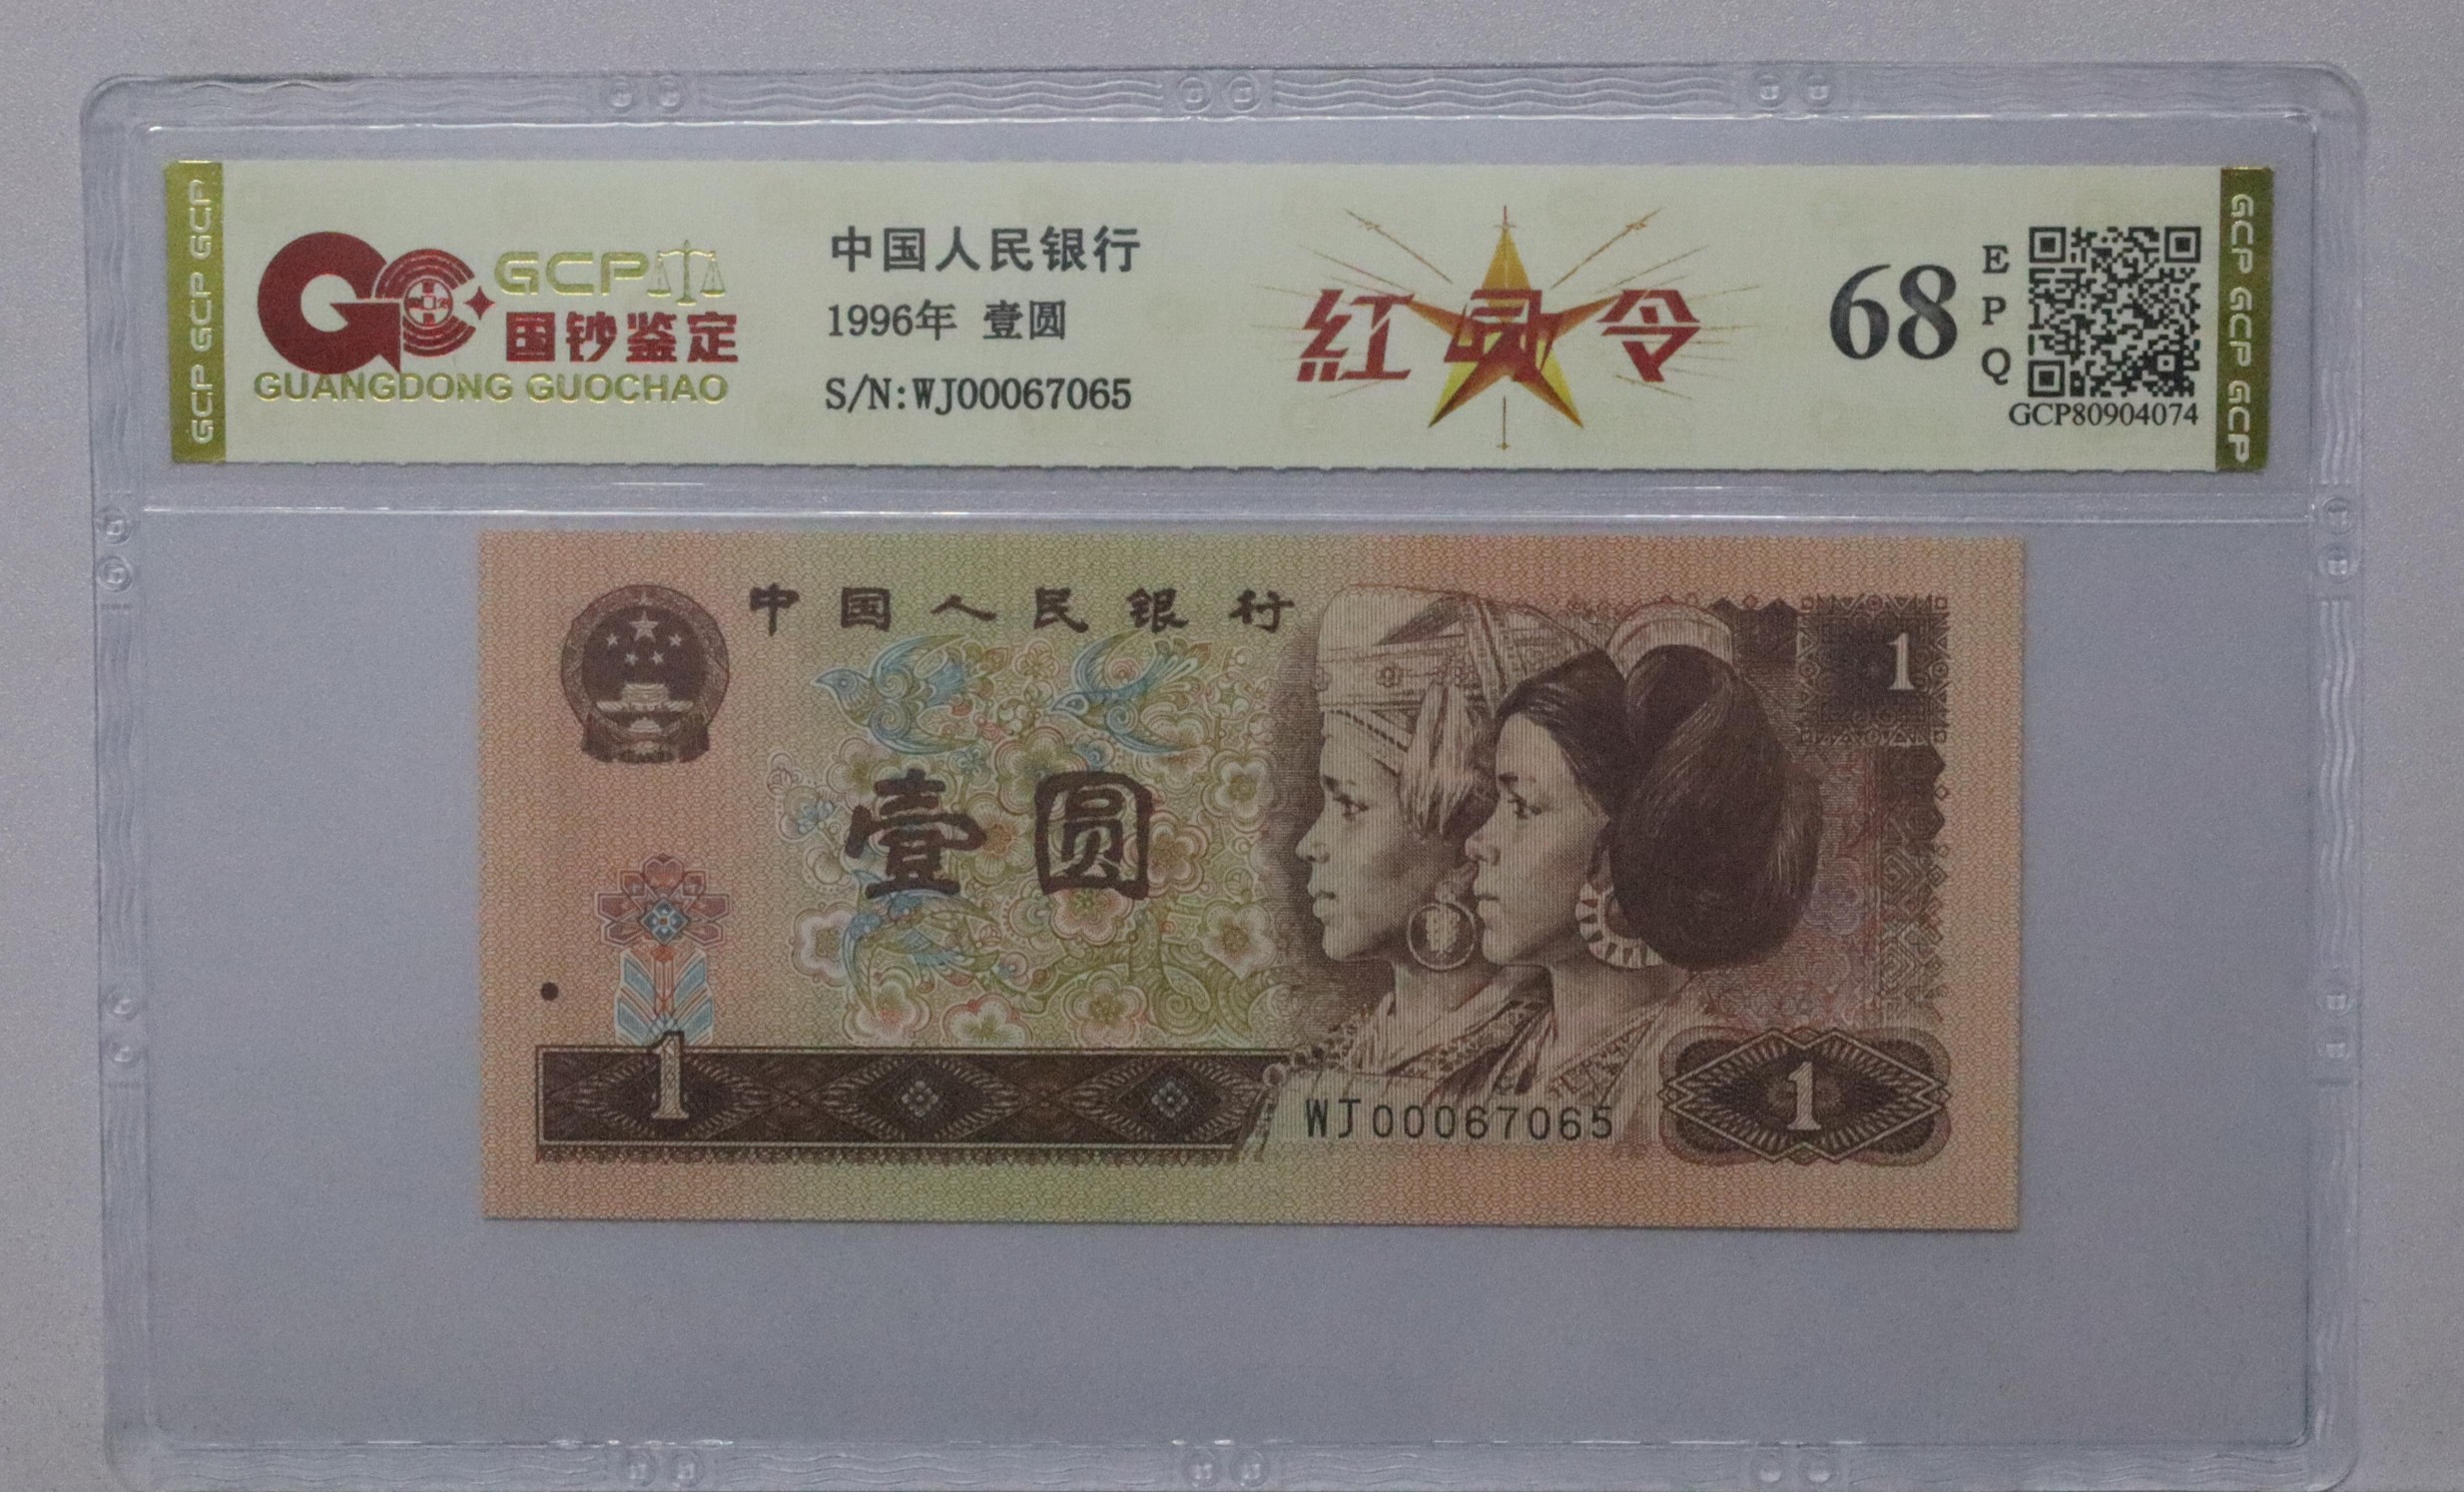 GCP GCP GCP
GCP
国钞鉴定
GUANGDONG GUOCHAO
中国人民银行
1996年 壹圆
S/N:WJ00067065
紅 令
68
E
P
Q
GCP80904074
GCP GCP GCP GCP
中国人民银行
1
壹圆
1
WJ00067065
1